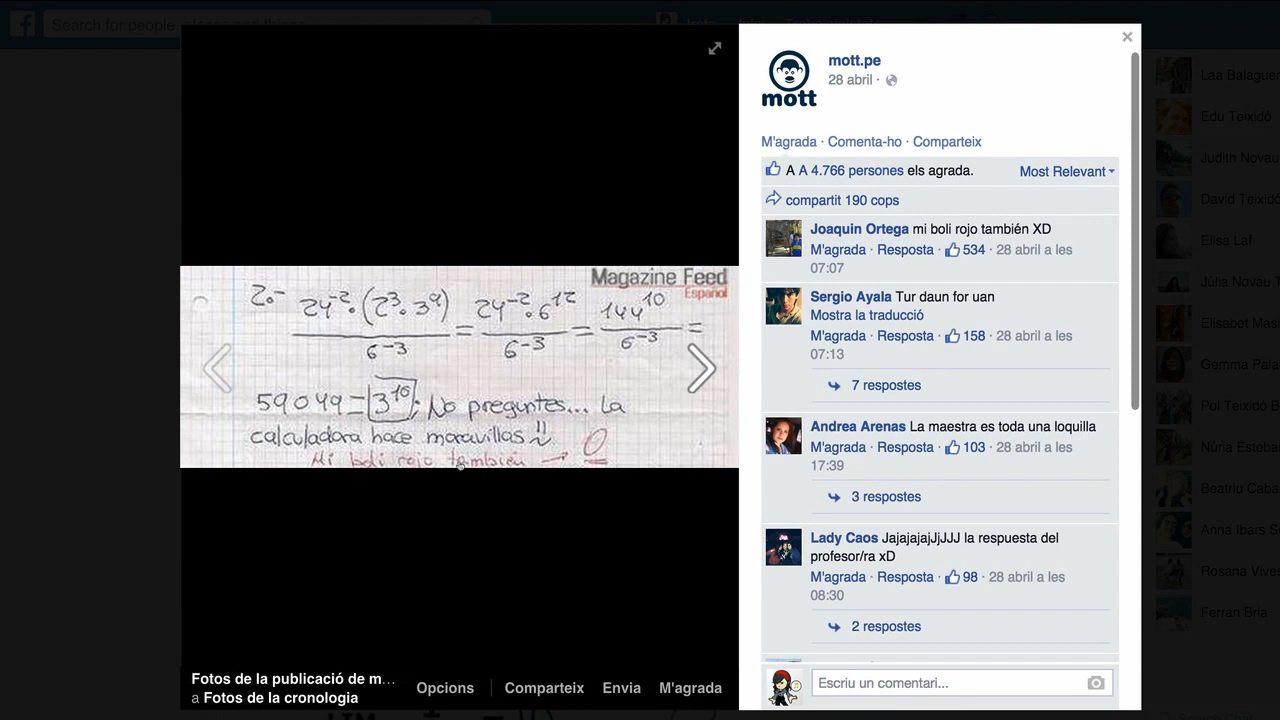 Search for people, places and things
mott
mott.pe
28 abril ·
M'agrada · Comenta-ho · Comparteix
A A 4.766 persones els agrada.
Most Relevant
compartit 190 cops
Joaquin Ortega mi boli rojo también XD
M'agrada · Resposta · 534 · 28 abril a les
07:07
Sergio Ayala Tur daun for uan
Mostra la traducció
M'agrada · Resposta · 158 · 28 abril a les
07:13
7 respostes
Andrea Arenas La maestra es toda una loquilla
M'agrada · Resposta · 103 · 28 abril a les
17:39
3 respostes
Lady Caos JajajajajJjJJJ la respuesta del
profesor/ra xD
M'agrada · Resposta · 98 · 28 abril a les
08:30
2 respostes
Escriu un comentari...
Magazine Feed
Español
2.- 24⁻²·(2³·3⁹)/6⁻³ = 24⁻²·6¹²/6⁻³ = 144¹⁰/6⁻³ =
59049=3¹⁰; No preguntes... La
calculadora hace maravillas
Mi boli rojo también → 0
Fotos de la publicació de m...
a Fotos de la cronologia
Opcions
Comparteix
Envia
M'agrada
Laa Balaguer
Edu Teixidó
Judith Novau
David Teixidó
Elisa Laf
Júlia Novau
Elisabet Mas
Gemma Pala
Pol Teixidó B
Núria Esteba
Beatriu Caba
Anna Ibars S
Rosana Vives
Ferran Bria